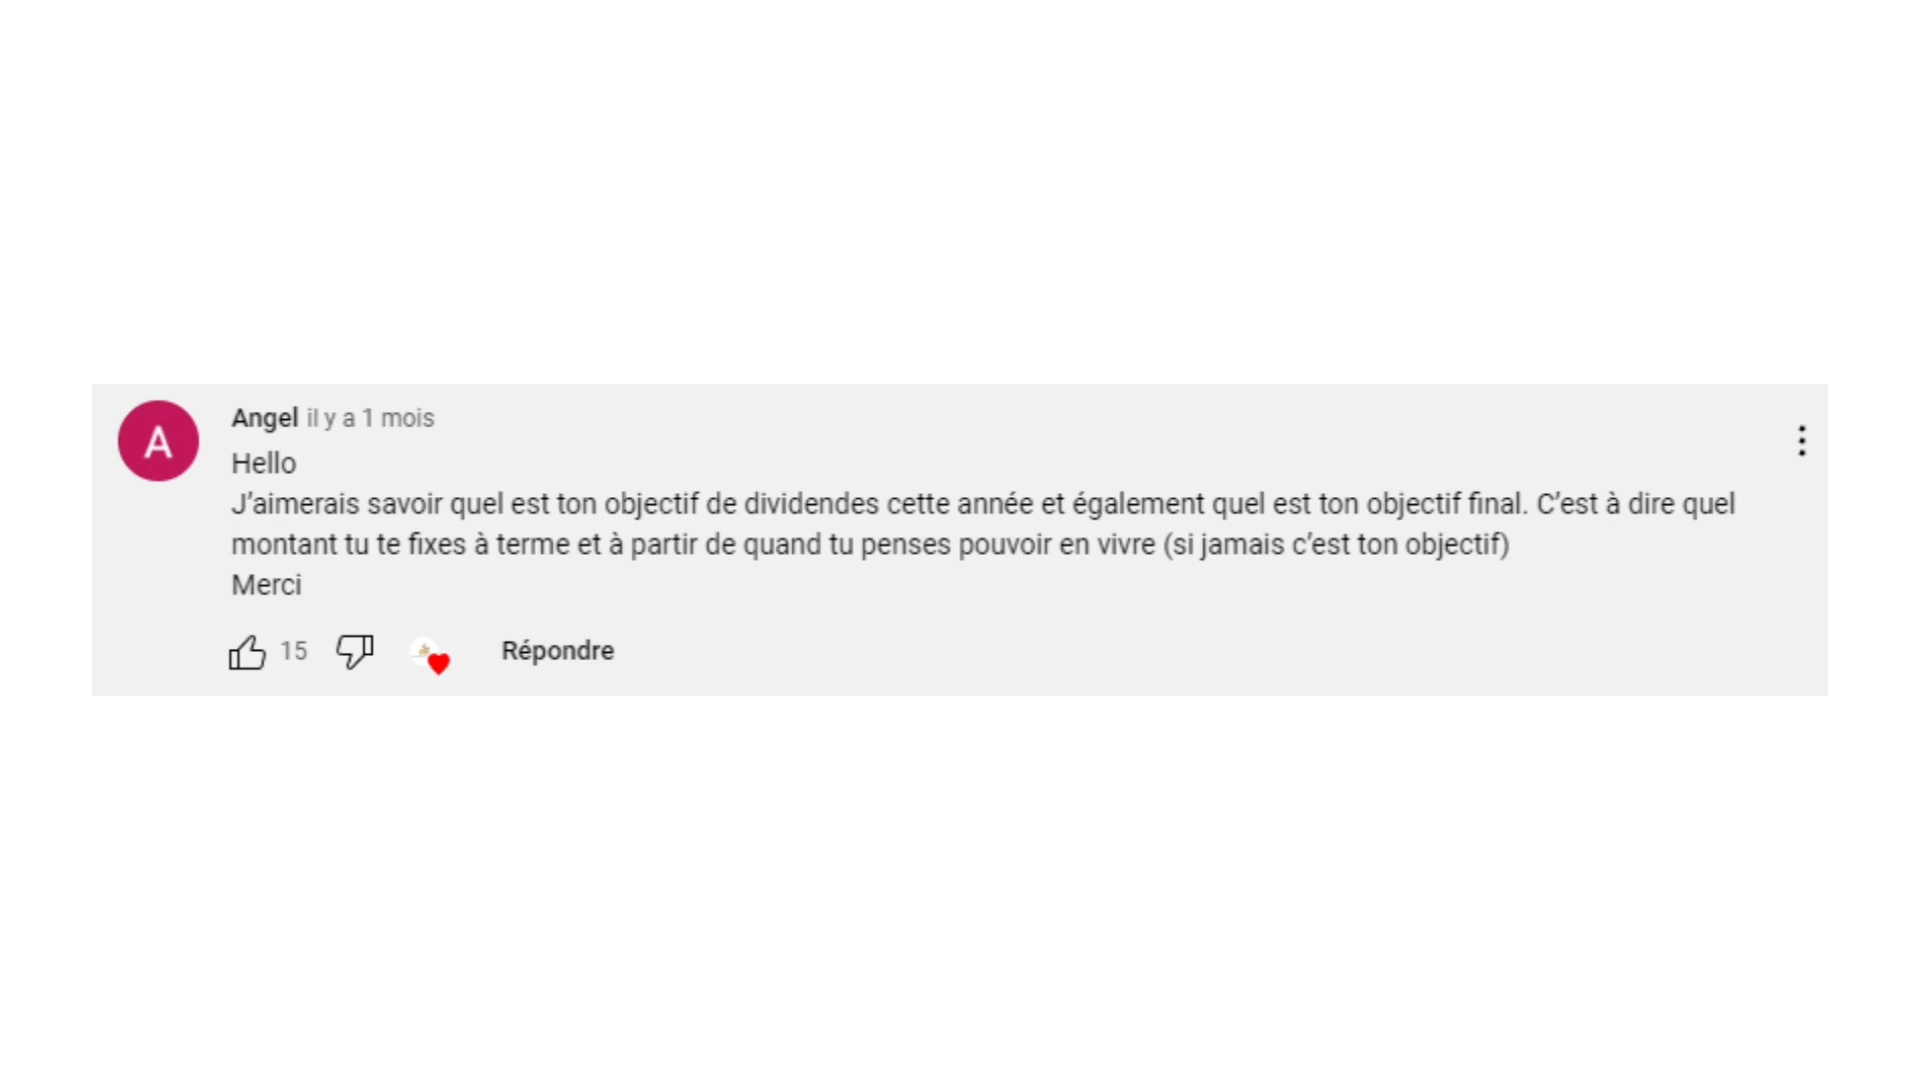 A
Angel il y a 1 mois
Hello
J’aimerais savoir quel est ton objectif de dividendes cette année et également quel est ton objectif final. C’est à dire quel
montant tu te fixes à terme et à partir de quand tu penses pouvoir en vivre (si jamais c’est ton objectif)
Merci
15 Répondre